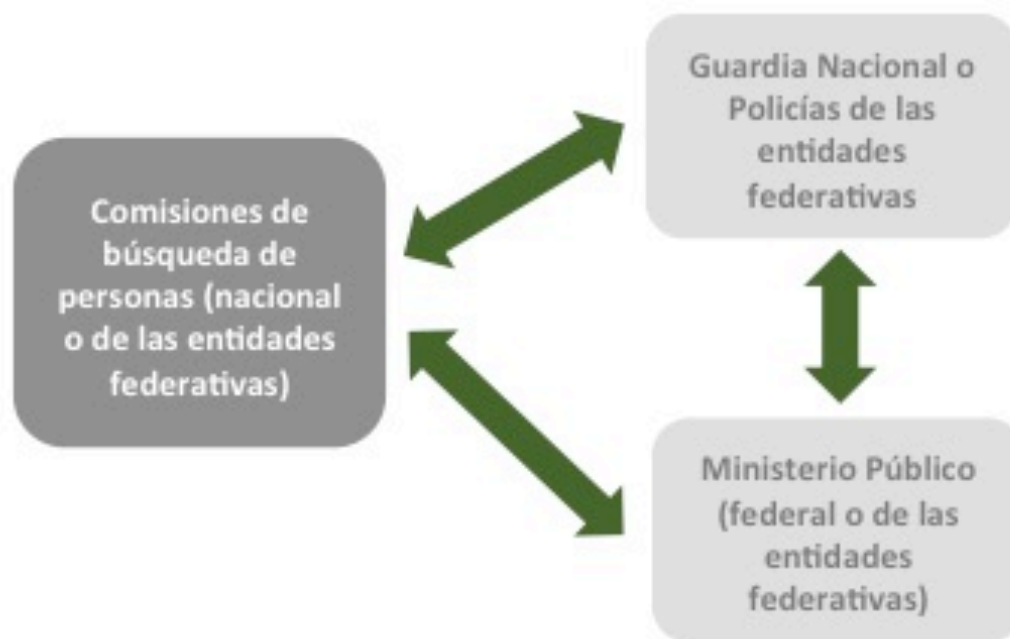 Comisiones de
búsqueda de
personas (nacional
o de las entidades
federativas)
Guardia Nacional o
Policías de las
entidades
federativas
Ministerio Público
(federal o de las
entidades
federativas)